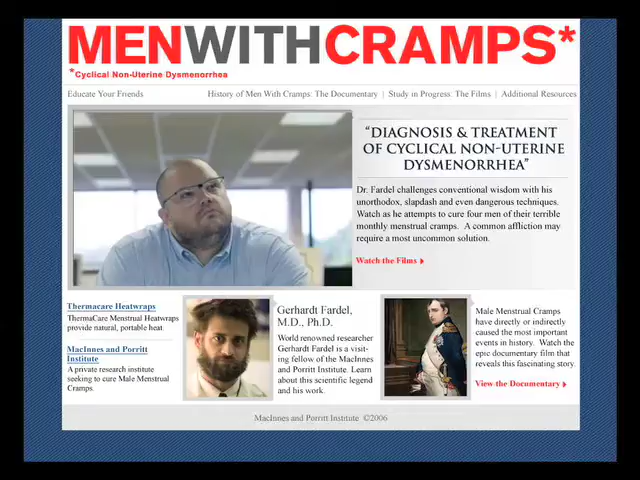 MENWITHCRAMPS*
*Cyclical Non-Uterine Dysmenorrhea
Educate Your Friends
History of Men With Cramps: The Documentary | Study in Progress: The Films | Additional Resources
"DIAGNOSIS & TREATMENT
OF CYCLICAL NON-UTERINE
DYSMENORRHEA"
Dr. Fardel challenges conventional wisdom with his
unorthodox, slapdash and even dangerous techniques.
Watch as he attempts to cure four men of their terrible
monthly menstrual cramps. A common affliction may
require a most uncommon solution.
Watch the Films
Thermacare Heatwraps
ThermaCare Menstrual Heatwraps
provide natural, portable heat
MacInnes and Porritt
Institute
A private research institute
seeking to cure Male Menstrual
Cramps.
Gerhardt Fardel,
M.D., Ph.D.
World renowned researcher
Gerhardt Fardel is a visit-
ing fellow of the MacInnes
and Porritt Institute. Learn
about this scientific legend
and his work.
Male Menstrual Cramps
have directly or indirectly
caused the most important
events in history. Watch the
epic documentary film that
reveals this fascinating story.
View the Documentary
MacInnes and Porritt Institute ©2006